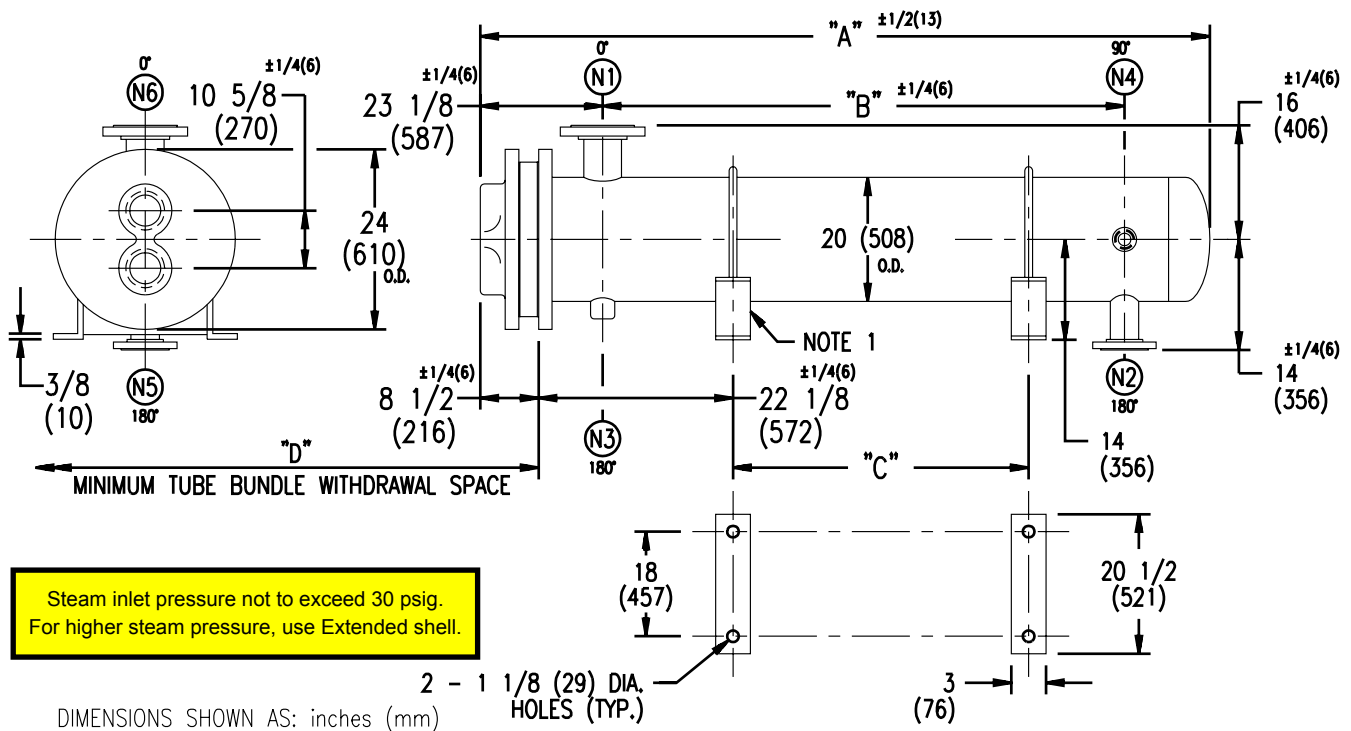 "A" ±1/2(13)
0°
N6
±1/4(6)
10 5/8
(270)
±1/4(6)
23 1/8
(587)
0°
N1
"B" ±1/4(6)
90°
N4
±1/4(6)
16
(406)
24
(610)
O.D.
20 (508)
O.D.
NOTE 1
3/8
(10)
N5
180°
±1/4(6)
8 1/2
(216)
±1/4(6)
22 1/8
(572)
N3
180°
N2
180°
±1/4(6)
14
(356)
14
(356)
"D"
MINIMUM TUBE BUNDLE WITHDRAWAL SPACE
"C"
18
(457)
20 1/2
(521)
Steam inlet pressure not to exceed 30 psig.
For higher steam pressure, use Extended shell.
2 - 1 1/8 (29) DIA.
HOLES (TYP.)
3
(76)
DIMENSIONS SHOWN AS: inches (mm)